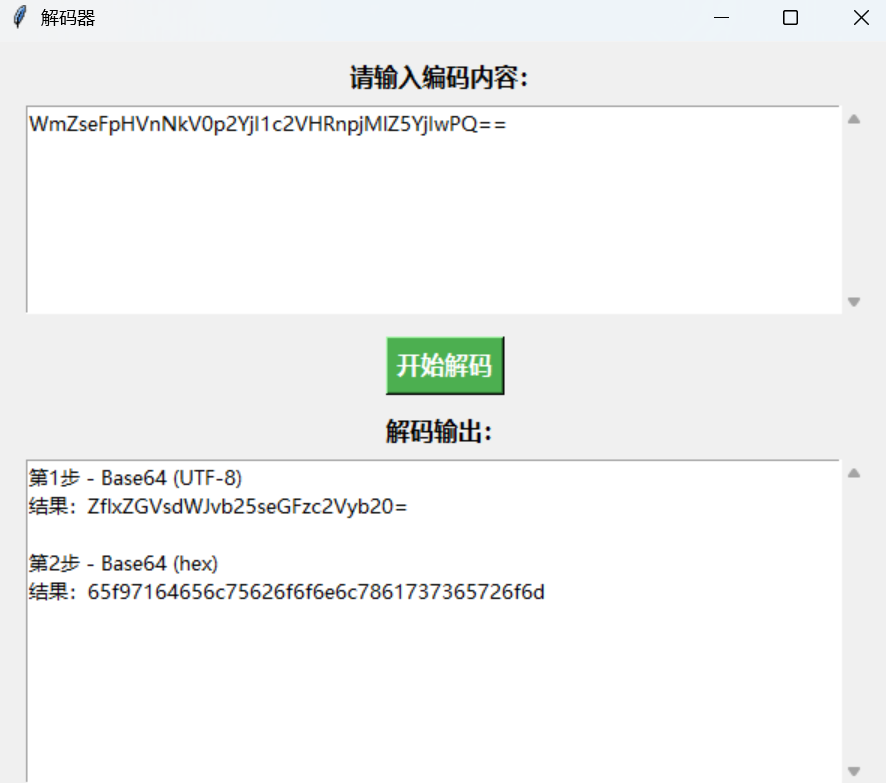 解码器
请输入编码内容:
WmZseFpHVnNkV0p2YjI1c2VHRnpjMlZ5YjIwPQ==
开始解码
解码输出:
第1步 - Base64 (UTF-8)
结果：ZflxZGVsdWJvb25seGFzc2Vyb20=
第2步 - Base64 (hex)
结果：65f97164656c75626f6f6e6c7861737365726f6d